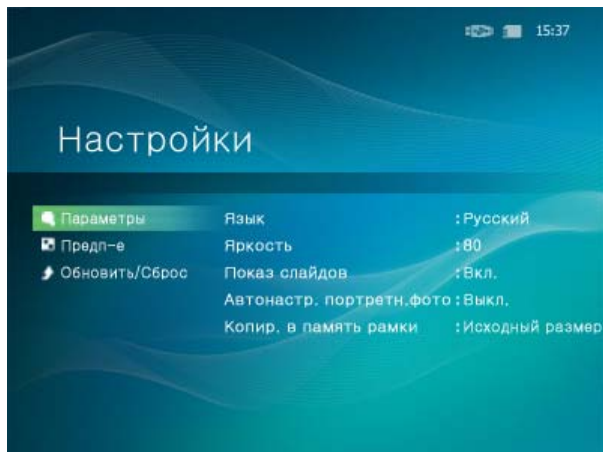 15:37
Настройки
Параметры
Предп-е
Обновить/Сброс
Язык :Русский
Яркость :80
Показ слайдов :Вкл.
Автонастр. портретн.фото :Выкл.
Копир. в память рамки :Исходный размер